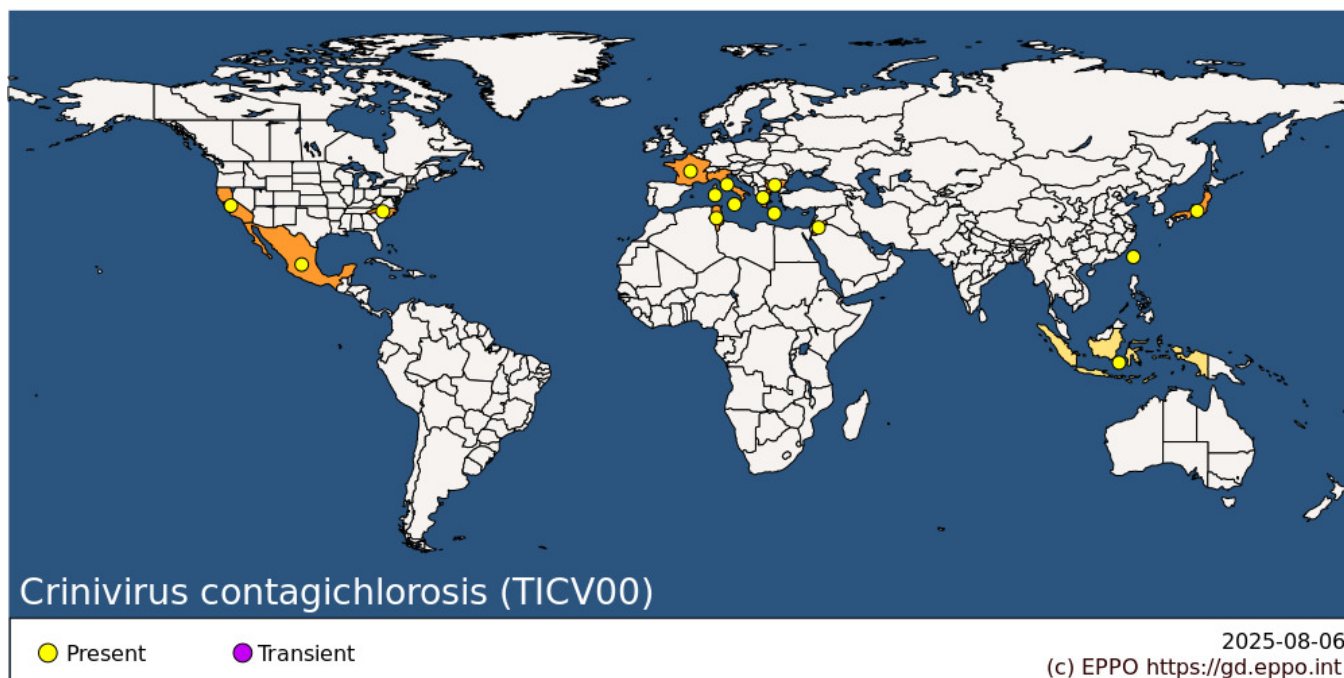 Crinivirus contagichlorosis (TICV00)
Present
Transient
2025-08-06
(c) EPPO https://gd.eppo.int